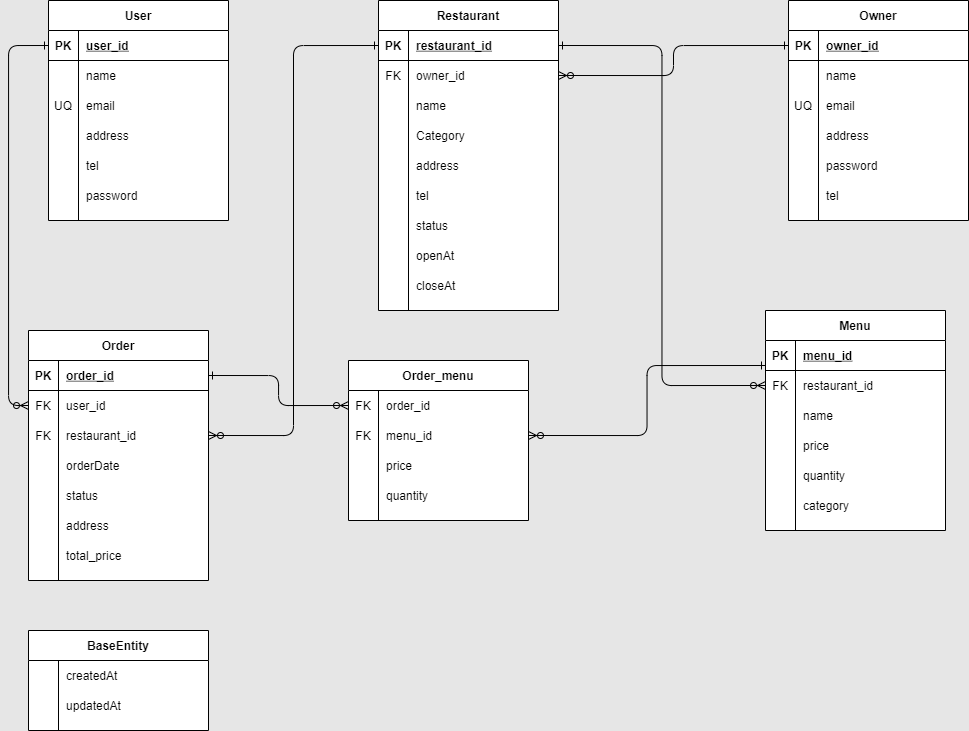 User
PK user_id
name
UQ email
address
tel
password
Restaurant
PK restaurant_id
FK owner_id
name
Category
address
tel
status
openAt
closeAt
Owner
PK owner_id
name
UQ email
address
password
tel
Order
PK order_id
FK user_id
FK restaurant_id
orderDate
status
address
total_price
Order_menu
FK order_id
FK menu_id
price
quantity
Menu
PK menu_id
FK restaurant_id
name
price
quantity
category
BaseEntity
createdAt
updatedAt